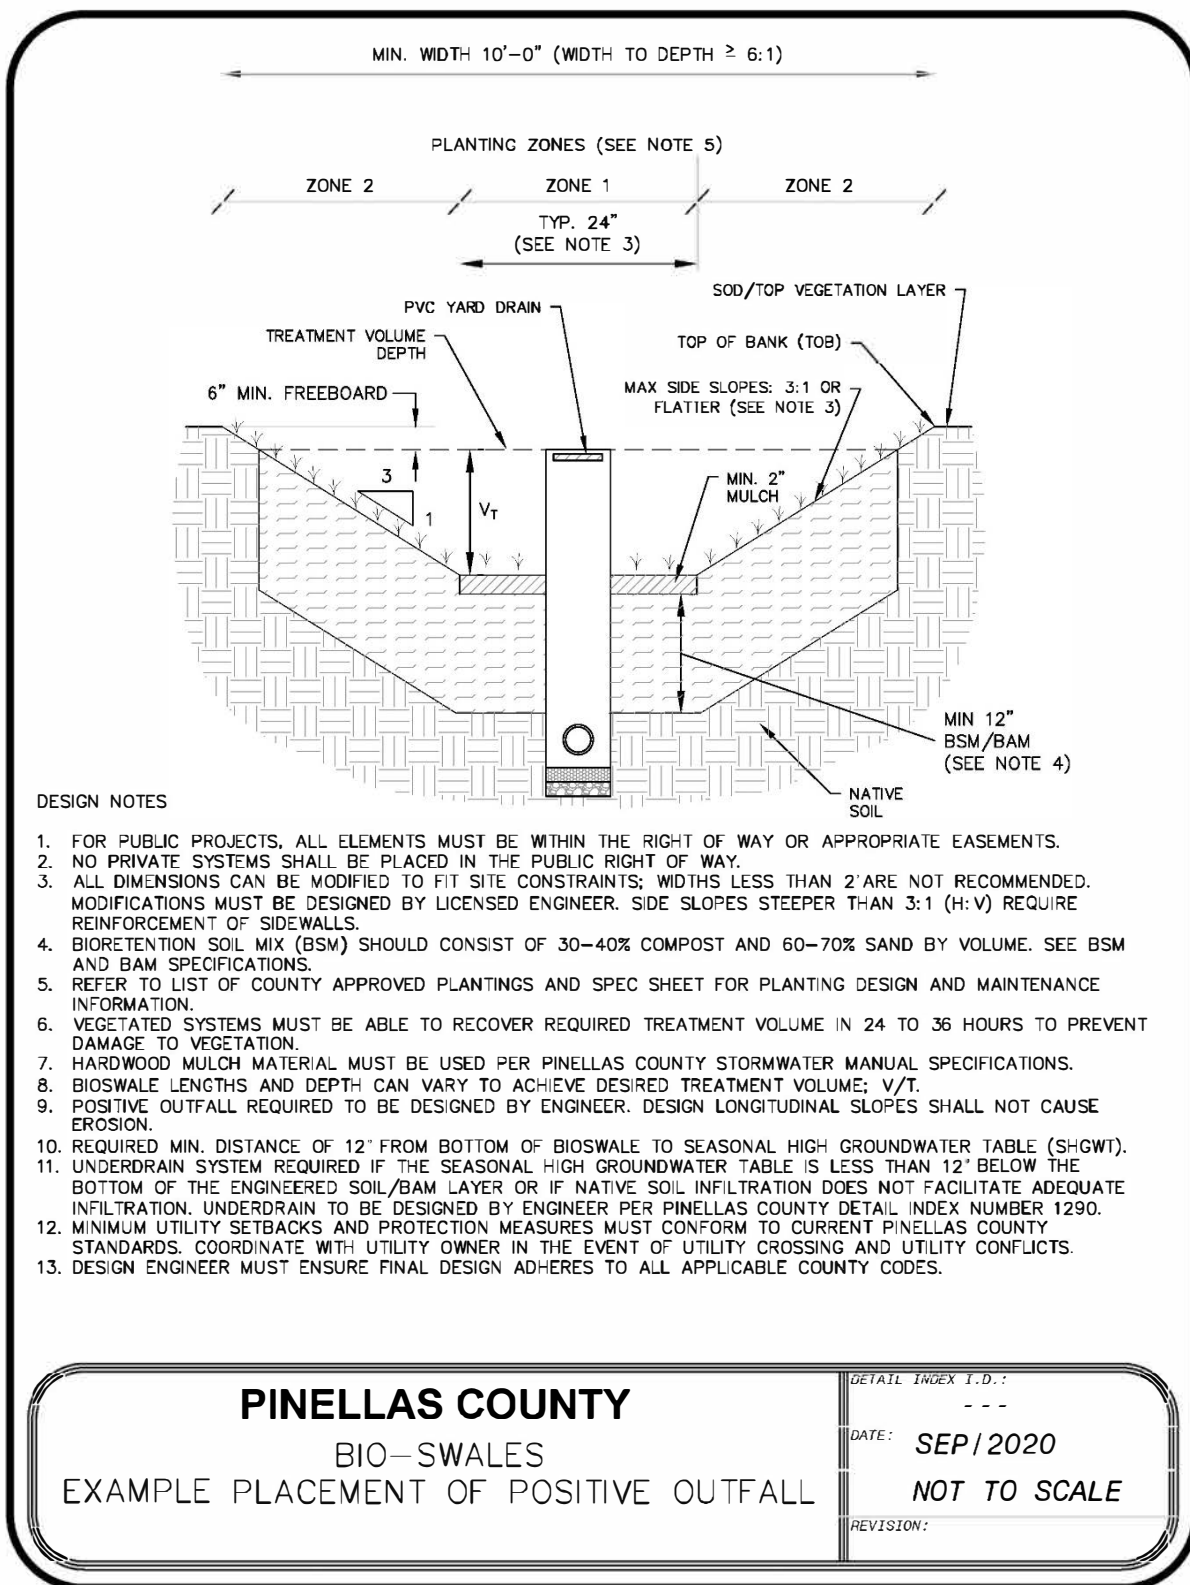 MIN. WIDTH 10'-0" (WIDTH TO DEPTH ≥ 6:1)
PLANTING ZONES (SEE NOTE 5)
ZONE 2
ZONE 1
ZONE 2
TYP. 24"
(SEE NOTE 3)
SOD/TOP VEGETATION LAYER
PVC YARD DRAIN
TREATMENT VOLUME
DEPTH
TOP OF BANK (TOB)
6" MIN. FREEBOARD
MAX SIDE SLOPES: 3:1 OR
FLATTER (SEE NOTE 3)
3
1
VT
MIN. 2"
MULCH
MIN 12"
BSM/BAM
(SEE NOTE 4)
NATIVE
SOIL
DESIGN NOTES
1. FOR PUBLIC PROJECTS, ALL ELEMENTS MUST BE WITHIN THE RIGHT OF WAY OR APPROPRIATE EASEMENTS.
2. NO PRIVATE SYSTEMS SHALL BE PLACED IN THE PUBLIC RIGHT OF WAY.
3. ALL DIMENSIONS CAN BE MODIFIED TO FIT SITE CONSTRAINTS; WIDTHS LESS THAN 2' ARE NOT RECOMMENDED.
MODIFICATIONS MUST BE DESIGNED BY LICENSED ENGINEER. SIDE SLOPES STEEPER THAN 3:1 (H:V) REQUIRE
REINFORCEMENT OF SIDEWALLS.
4. BIORETENTION SOIL MIX (BSM) SHOULD CONSIST OF 30-40% COMPOST AND 60-70% SAND BY VOLUME. SEE BSM
AND BAM SPECIFICATIONS.
5. REFER TO LIST OF COUNTY APPROVED PLANTINGS AND SPEC SHEET FOR PLANTING DESIGN AND MAINTENANCE
INFORMATION.
6. VEGETATED SYSTEMS MUST BE ABLE TO RECOVER REQUIRED TREATMENT VOLUME IN 24 TO 36 HOURS TO PREVENT
DAMAGE TO VEGETATION.
7. HARDWOOD MULCH MATERIAL MUST BE USED PER PINELLAS COUNTY STORMWATER MANUAL SPECIFICATIONS.
8. BIOSWALE LENGTHS AND DEPTH CAN VARY TO ACHIEVE DESIRED TREATMENT VOLUME; V/T.
9. POSITIVE OUTFALL REQUIRED TO BE DESIGNED BY ENGINEER. DESIGN LONGITUDINAL SLOPES SHALL NOT CAUSE
EROSION.
10. REQUIRED MIN. DISTANCE OF 12" FROM BOTTOM OF BIOSWALE TO SEASONAL HIGH GROUNDWATER TABLE (SHGWT).
11. UNDERDRAIN SYSTEM REQUIRED IF THE SEASONAL HIGH GROUNDWATER TABLE IS LESS THAN 12" BELOW THE
BOTTOM OF THE ENGINEERED SOIL/BAM LAYER OR IF NATIVE SOIL INFILTRATION DOES NOT FACILITATE ADEQUATE
INFILTRATION. UNDERDRAIN TO BE DESIGNED BY ENGINEER PER PINELLAS COUNTY DETAIL INDEX NUMBER 1290.
12. MINIMUM UTILITY SETBACKS AND PROTECTION MEASURES MUST CONFORM TO CURRENT PINELLAS COUNTY
STANDARDS. COORDINATE WITH UTILITY OWNER IN THE EVENT OF UTILITY CROSSING AND UTILITY CONFLICTS.
13. DESIGN ENGINEER MUST ENSURE FINAL DESIGN ADHERES TO ALL APPLICABLE COUNTY CODES.
PINELLAS COUNTY
BIO-SWALES
EXAMPLE PLACEMENT OF POSITIVE OUTFALL
DETAIL INDEX I.D.:
- - -
DATE: SEP/2020
NOT TO SCALE
REVISION: